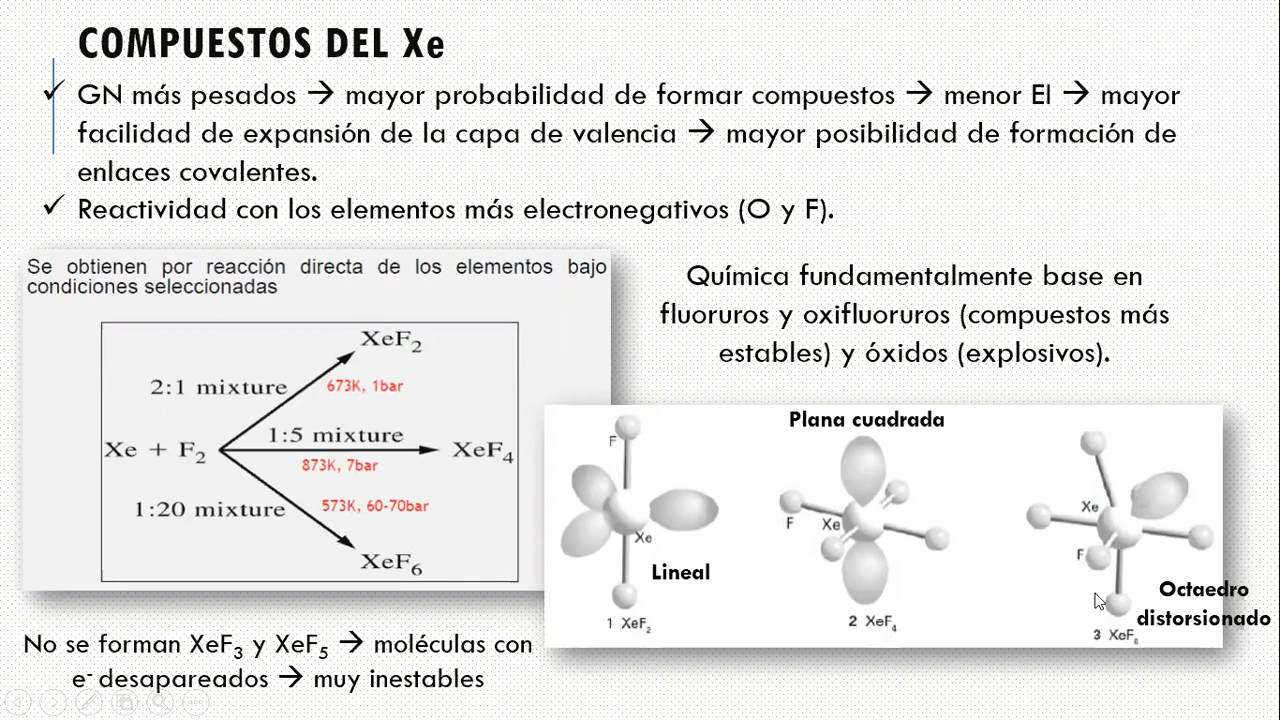 COMPUESTOS DEL Xe
✓ GN más pesados → mayor probabilidad de formar compuestos → menor EI → mayor
facilidad de expansión de la capa de valencia → mayor posibilidad de formación de
enlaces covalentes.
✓ Reactividad con los elementos más electronegativos (O y F).
Se obtienen por reacción directa de los elementos bajo
condiciones seleccionadas
XeF₂
2:1 mixture
673K, 1bar
Xe + F₂
1:5 mixture
XeF₄
873K, 7bar
1:20 mixture
573K, 60-70bar
XeF₆
Química fundamentalmente base en
fluoruros y oxifluoruros (compuestos más
estables) y óxidos (explosivos).
F
Xe
Lineal
1 XeF₂
Plana cuadrada
F
Xe
2 XeF₄
Xe
F
Octaedro
distorsionado
3 XeF₆
No se forman XeF₃ y XeF₅ → moléculas con
e⁻ desapareados → muy inestables